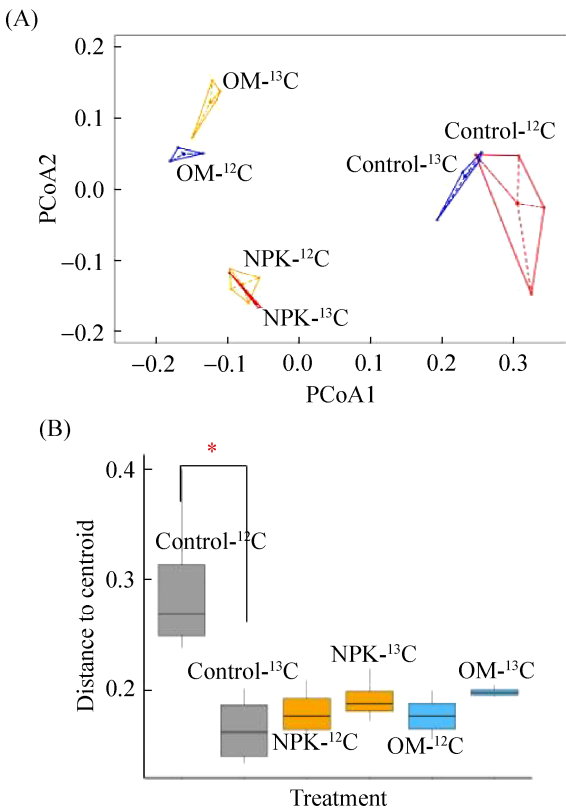 (A)
0.2
OM-¹³C
Control-¹²C
0.1
Control-¹³C
OM-¹²C
PCoA2
0.0
NPK-¹²C
−0.1
NPK-¹³C
−0.2
−0.2 −0.1 0.0 0.1 0.2 0.3
PCoA1
(B)
*
0.4
Control-¹²C
Distance to centroid
0.3
Control-¹³C
NPK-¹³C
OM-¹³C
0.2
NPK-¹²C
OM-¹²C
Treatment